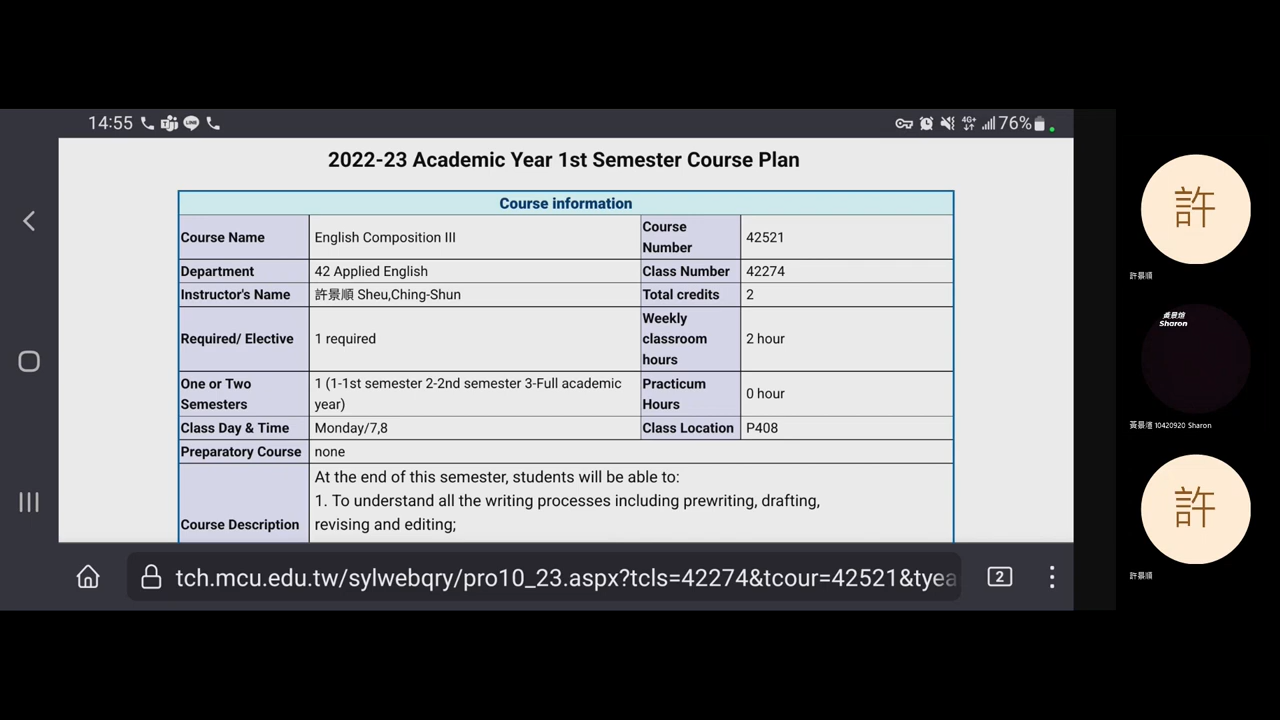 14:55
4G+
76%
2022-23 Academic Year 1st Semester Course Plan
Course information
Course Name
English Composition III
Course
Number
42521
Department
42 Applied English
Class Number
42274
Instructor's Name
許景順 Sheu,Ching-Shun
Total credits
2
Required/ Elective
1 required
Weekly
classroom
hours
2 hour
One or Two
Semesters
1 (1-1st semester 2-2nd semester 3-Full academic
year)
Practicum
Hours
0 hour
Class Day & Time
Monday/7,8
Class Location
P408
Preparatory Course
none
Course Description
At the end of this semester, students will be able to:
1. To understand all the writing processes including prewriting, drafting,
revising and editing;
tch.mcu.edu.tw/sylwebqry/pro10_23.aspx?tcls=42274&tcour=42521&tyea
2
許
許景順
Sharon
10420920 Sharon
許
許景順